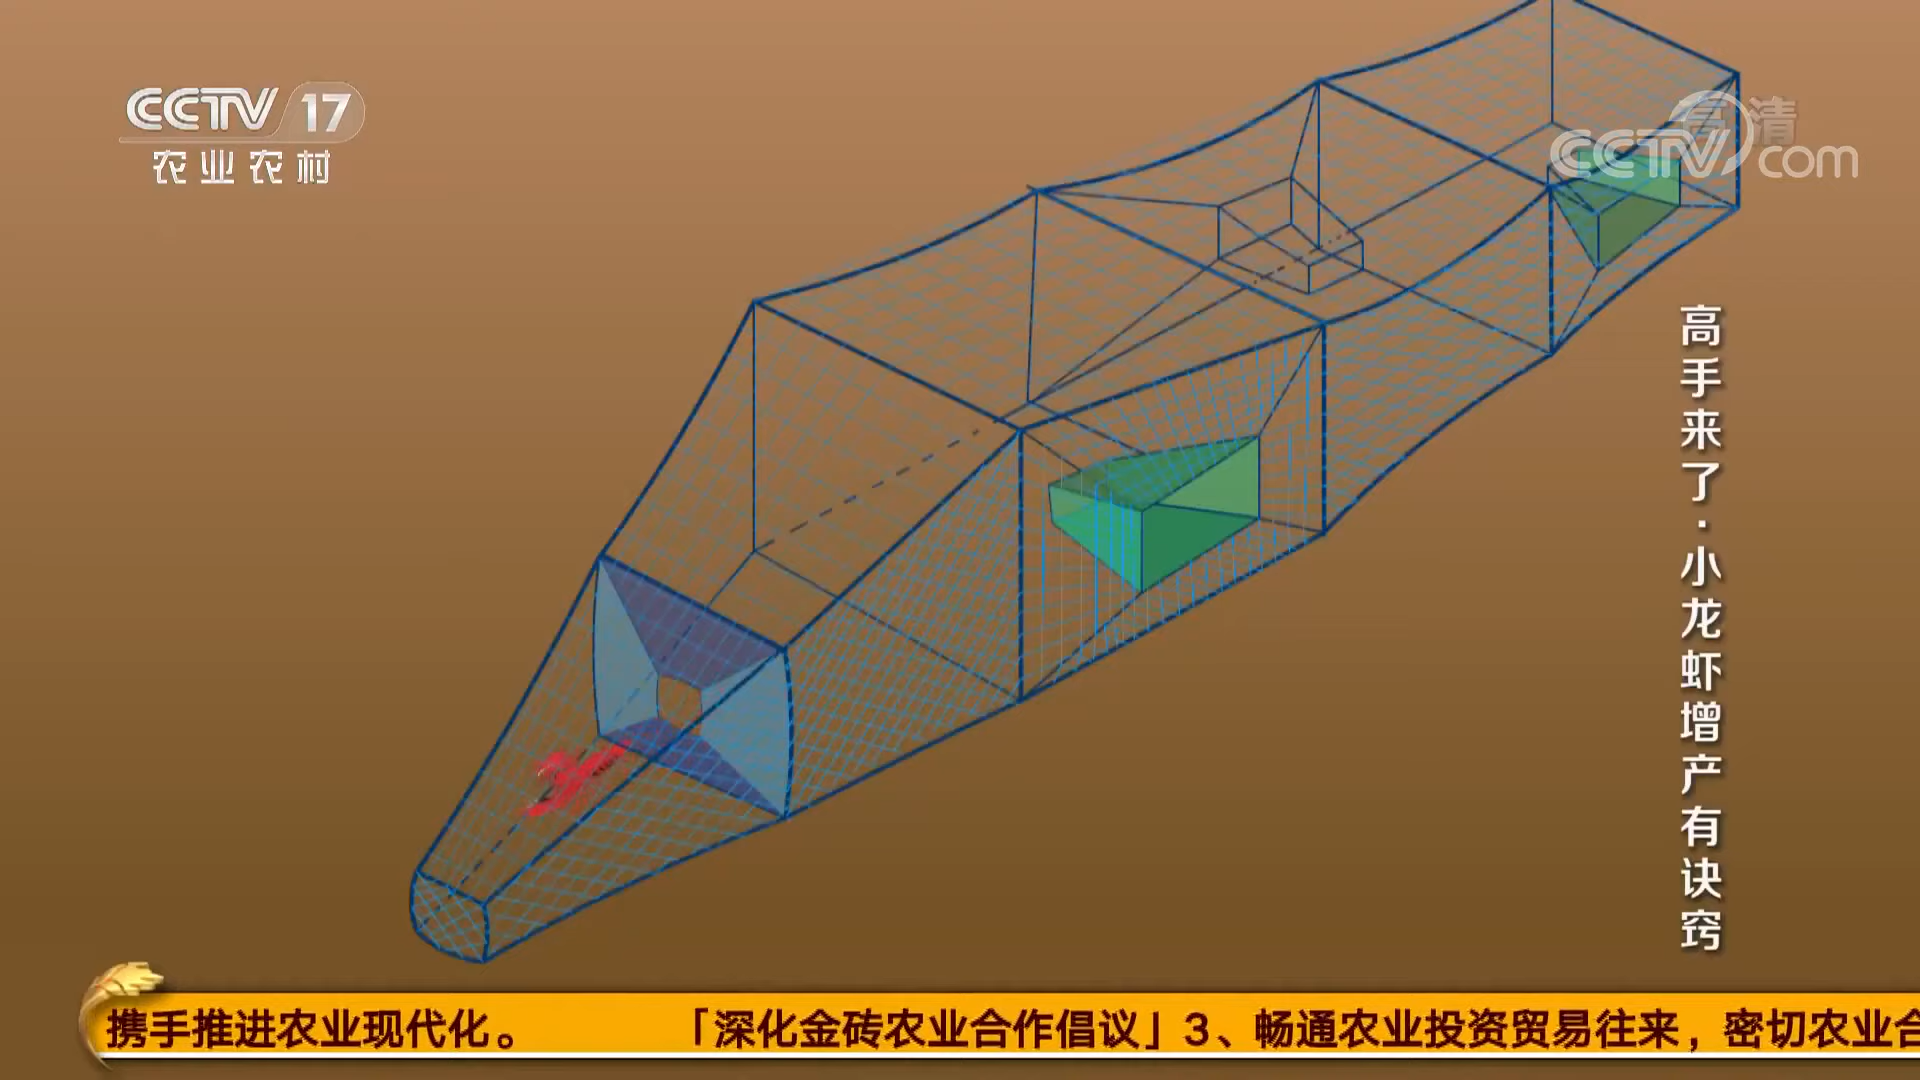 CCTV 17
农业农村
高清
CCTV.com
高手来了·小龙虾增产有诀窍
携手推进农业现代化。 「深化金砖农业合作倡议」3、畅通农业投资贸易往来，密切农业合